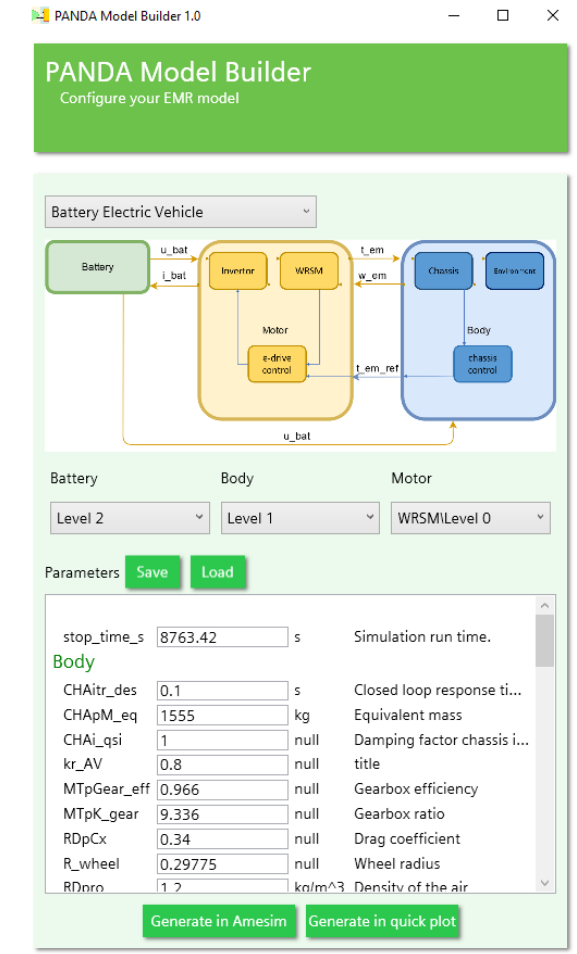 PANDA Model Builder 1.0
PANDA Model Builder
Configure your EMR model
Battery Electric Vehicle
u_bat
t_em
Battery
Invertor
WRSM
Chassis
Environment
i_bat
w_em
Motor
Body
e-drive
control
t_em_ref
chassis
control
u_bat
Battery Body Motor
Level 2 Level 1 WRSM\Level 0
Parameters Save Load
stop_time_s 8763.42 s Simulation run time.
Body
CHAitr_des 0.1 s Closed loop response ti...
CHApM_eq 1555 kg Equivalent mass
CHAi_qsi 1 null Damping factor chassis i...
kr_AV 0.8 null title
MTpGear_eff 0.966 null Gearbox efficiency
MTpK_gear 9.336 null Gearbox ratio
RDpCx 0.34 null Drag coefficient
R_wheel 0.29775 null Wheel radius
RDpro 1.2 kg/m^3 Density of the air
Generate in Amesim Generate in quick plot